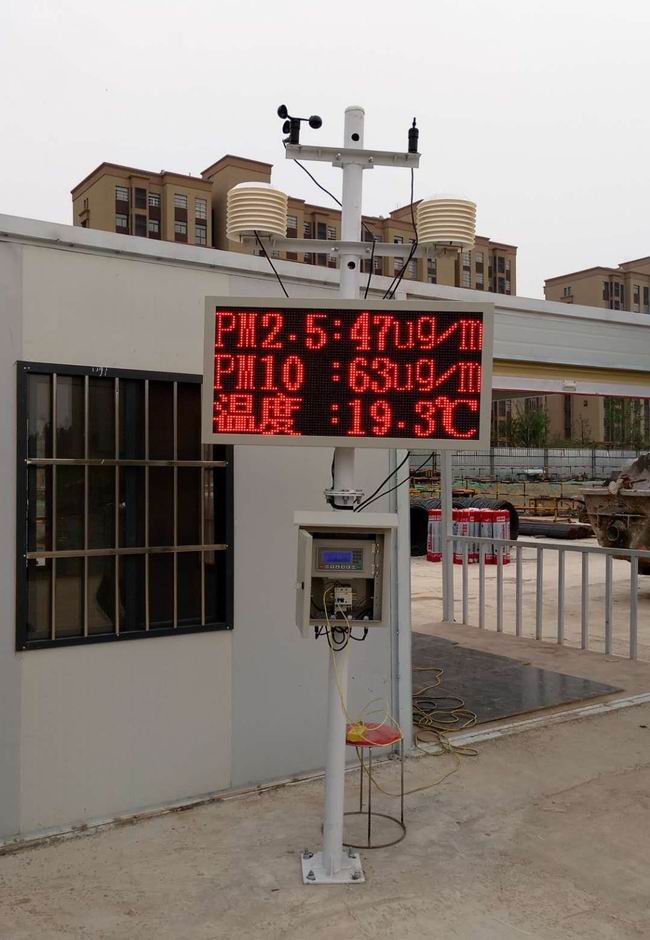 PM2.5:47ug/m
PM10 :63ug/m
温度 :19.3℃